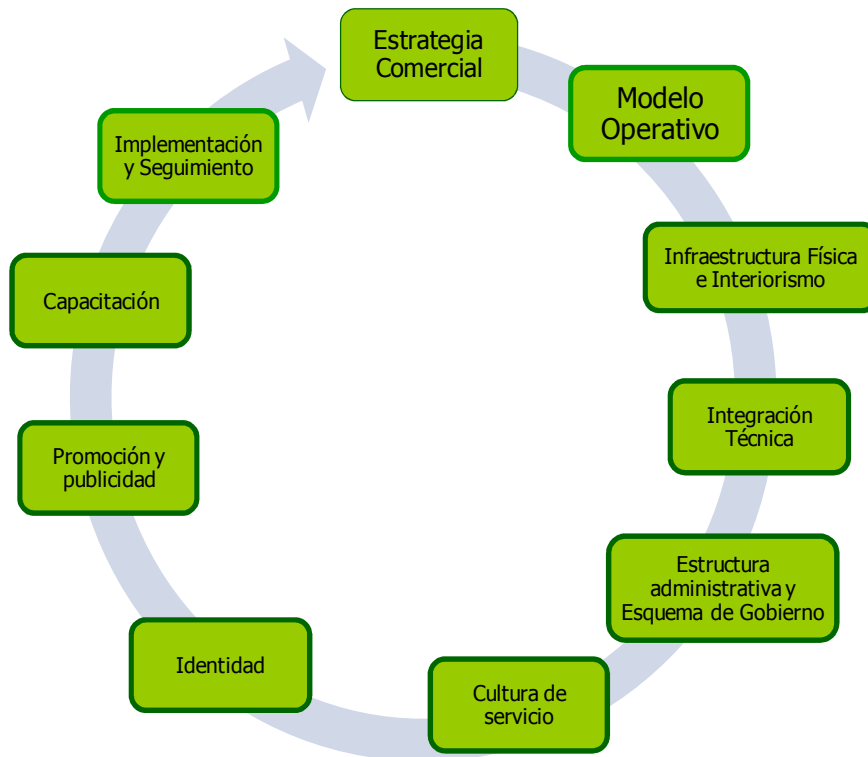 Estrategia
Comercial
Modelo
Operativo
Infraestructura Física
e Interiorismo
Integración
Técnica
Estructura
administrativa y
Esquema de Gobierno
Cultura de
servicio
Identidad
Promoción y
publicidad
Capacitación
Implementación
y Seguimiento